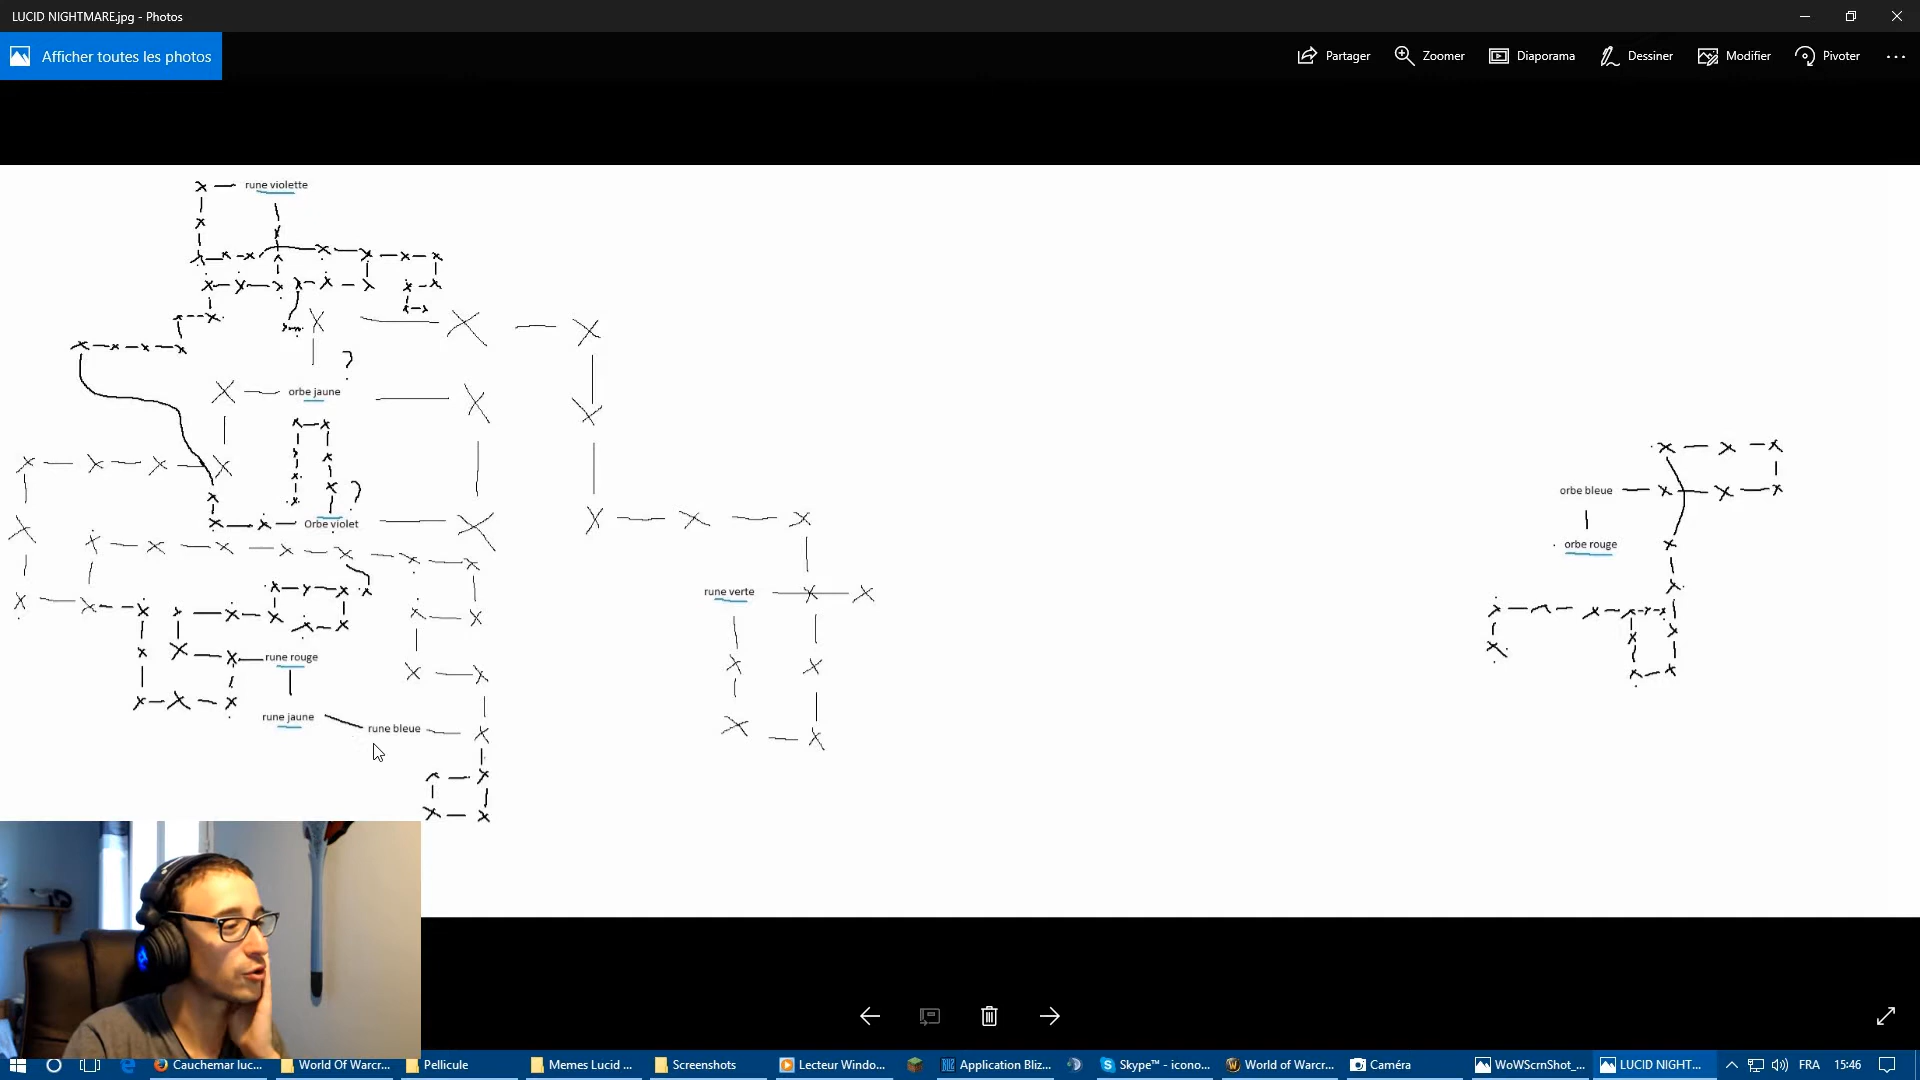 LUCID NIGHTMARE.jpg - Photos
Afficher toutes les photos
Partager
Zoomer
Diaporama
Dessiner
Modifier
Pivoter
rune violette
?
orbe jaune
?
Orbe violet
rune verte
rune rouge
rune jaune
rune bleue
orbe bleue
orbe rouge
Cauchemar luc...
World Of Warcr...
Pellicule
Memes Lucid ...
Screenshots
Lecteur Windo...
Application Bliz...
Skype™ - icono...
World of Warcr...
Caméra
WoWScrnShot_...
LUCID NIGHT...
FRA
15:46